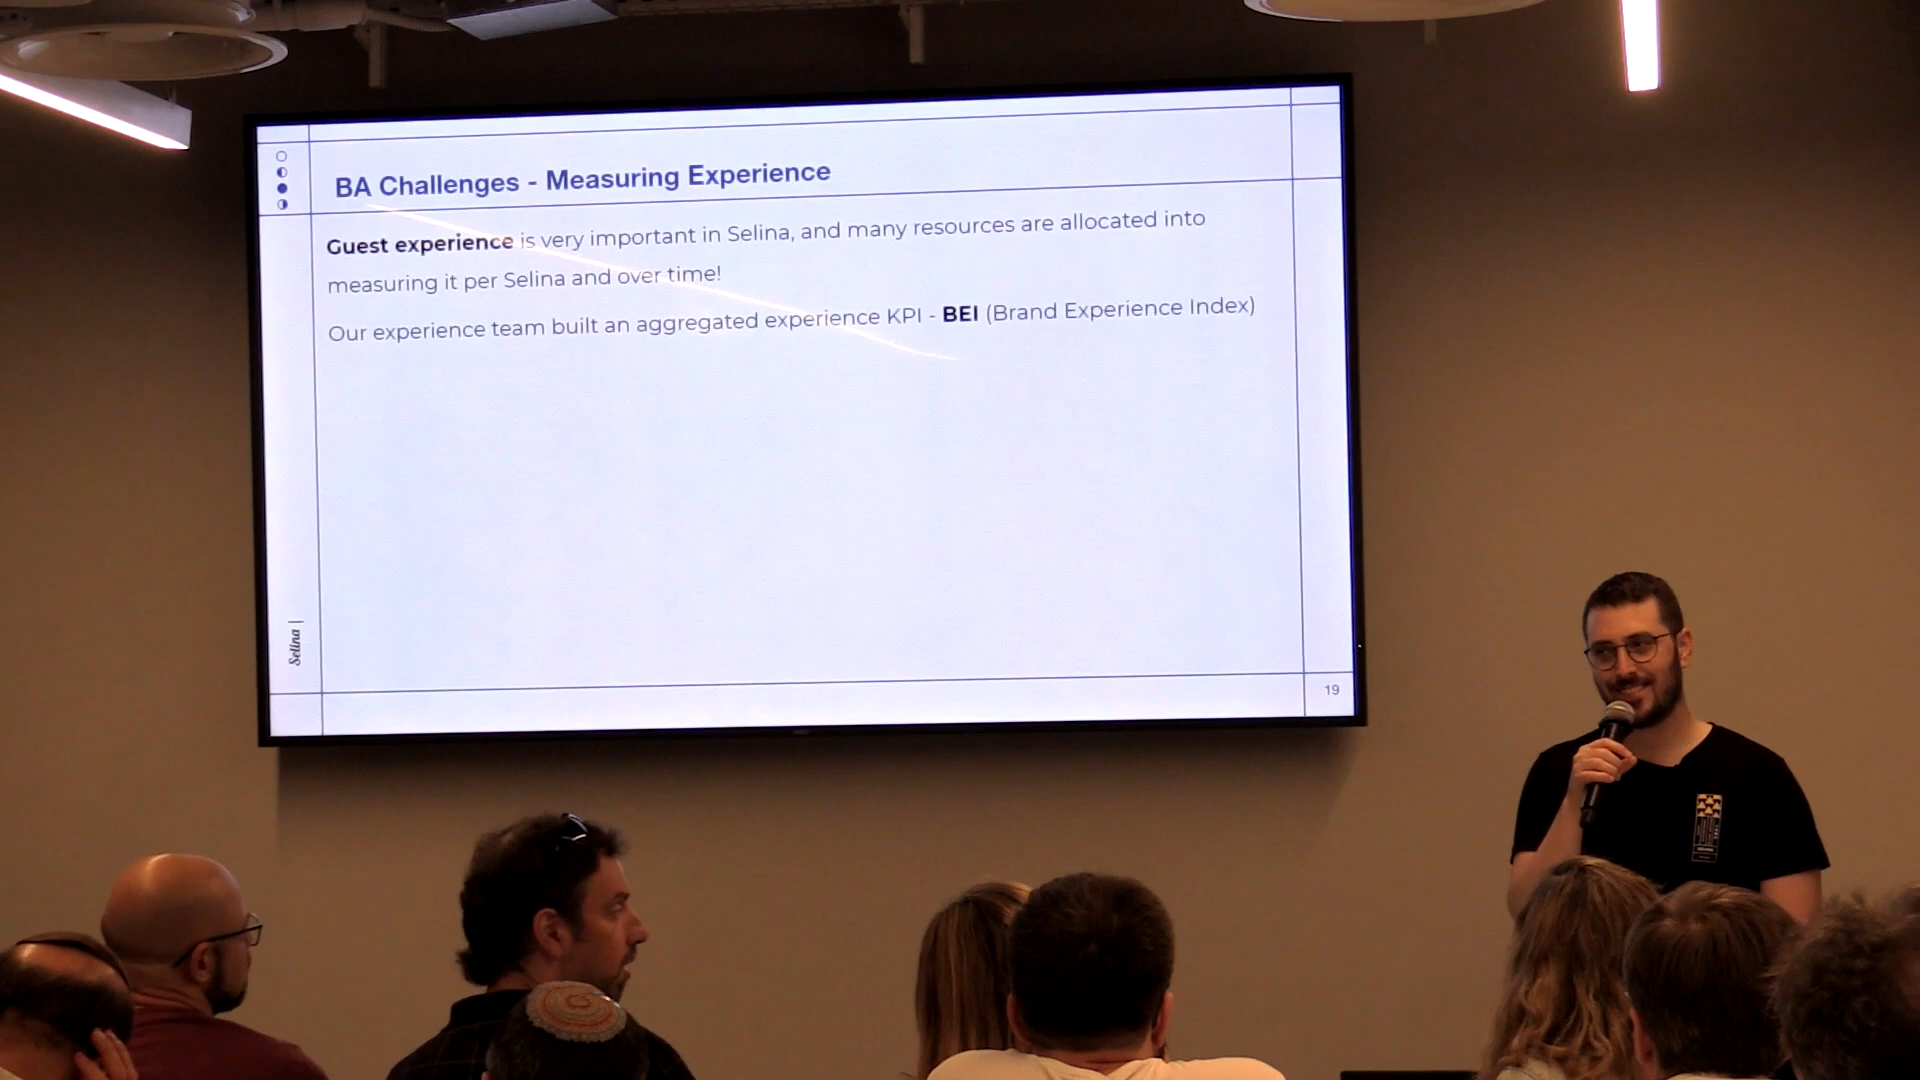 BA Challenges - Measuring Experience
Guest experience is very important in Selina, and many resources are allocated into
measuring it per Selina and over time!
Our experience team built an aggregated experience KPI - BEI (Brand Experience Index)
Selina |
19